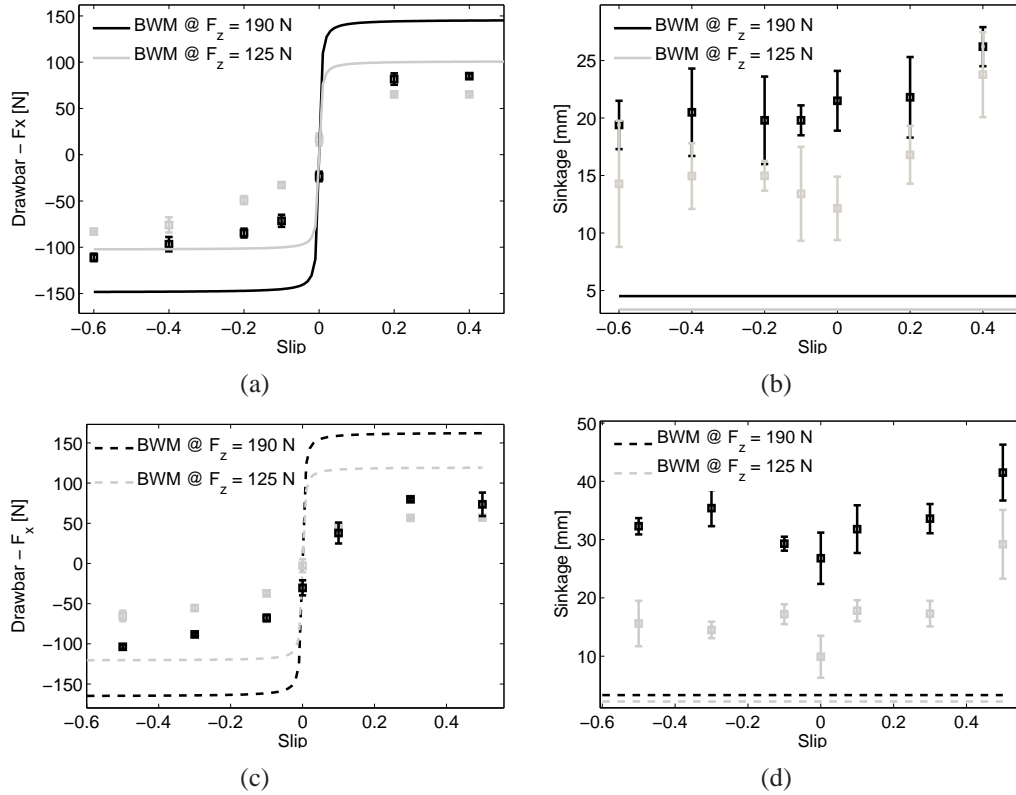 BWM @ F_z = 190 N
BWM @ F_z = 125 N
Drawbar − Fx [N]
150
100
50
0
−50
−100
−150
−0.6 −0.4 −0.2 0 0.2 0.4
Slip
(a)
BWM @ F_z = 190 N
BWM @ F_z = 125 N
Sinkage [mm]
25
20
15
10
5
−0.6 −0.4 −0.2 0 0.2 0.4
Slip
(b)
BWM @ F_z = 190 N
BWM @ F_z = 125 N
Drawbar − F_x [N]
150
100
50
0
−50
−100
−150
−0.6 −0.4 −0.2 0 0.2 0.4
Slip
(c)
BWM @ F_z = 190 N
BWM @ F_z = 125 N
Sinkage [mm]
50
40
30
20
10
−0.6 −0.4 −0.2 0 0.2 0.4
Slip
(d)